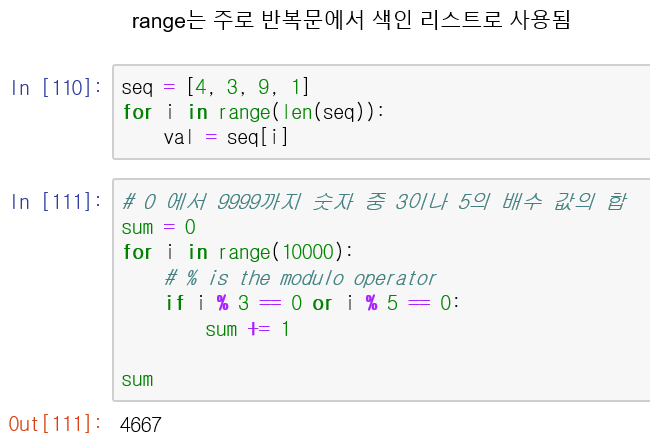 range는 주로 반복문에서 색인 리스트로 사용됨
In [110]:
seq = [4, 3, 9, 1]
for i in range(len(seq)):
    val = seq[i]
In [111]:
# 0 에서 9999까지 숫자 중 3이나 5의 배수 값의 합
sum = 0
for i in range(10000):
    # % is the modulo operator
    if i % 3 == 0 or i % 5 == 0:
        sum += 1
sum
Out[111]: 4667